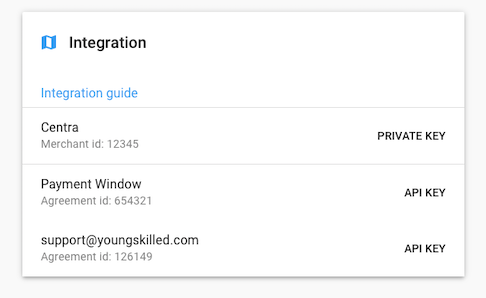 Integration
Integration guide
Centra
Merchant id: 12345
PRIVATE KEY
Payment Window
Agreement id: 654321
API KEY
support@youngskilled.com
Agreement id: 126149
API KEY